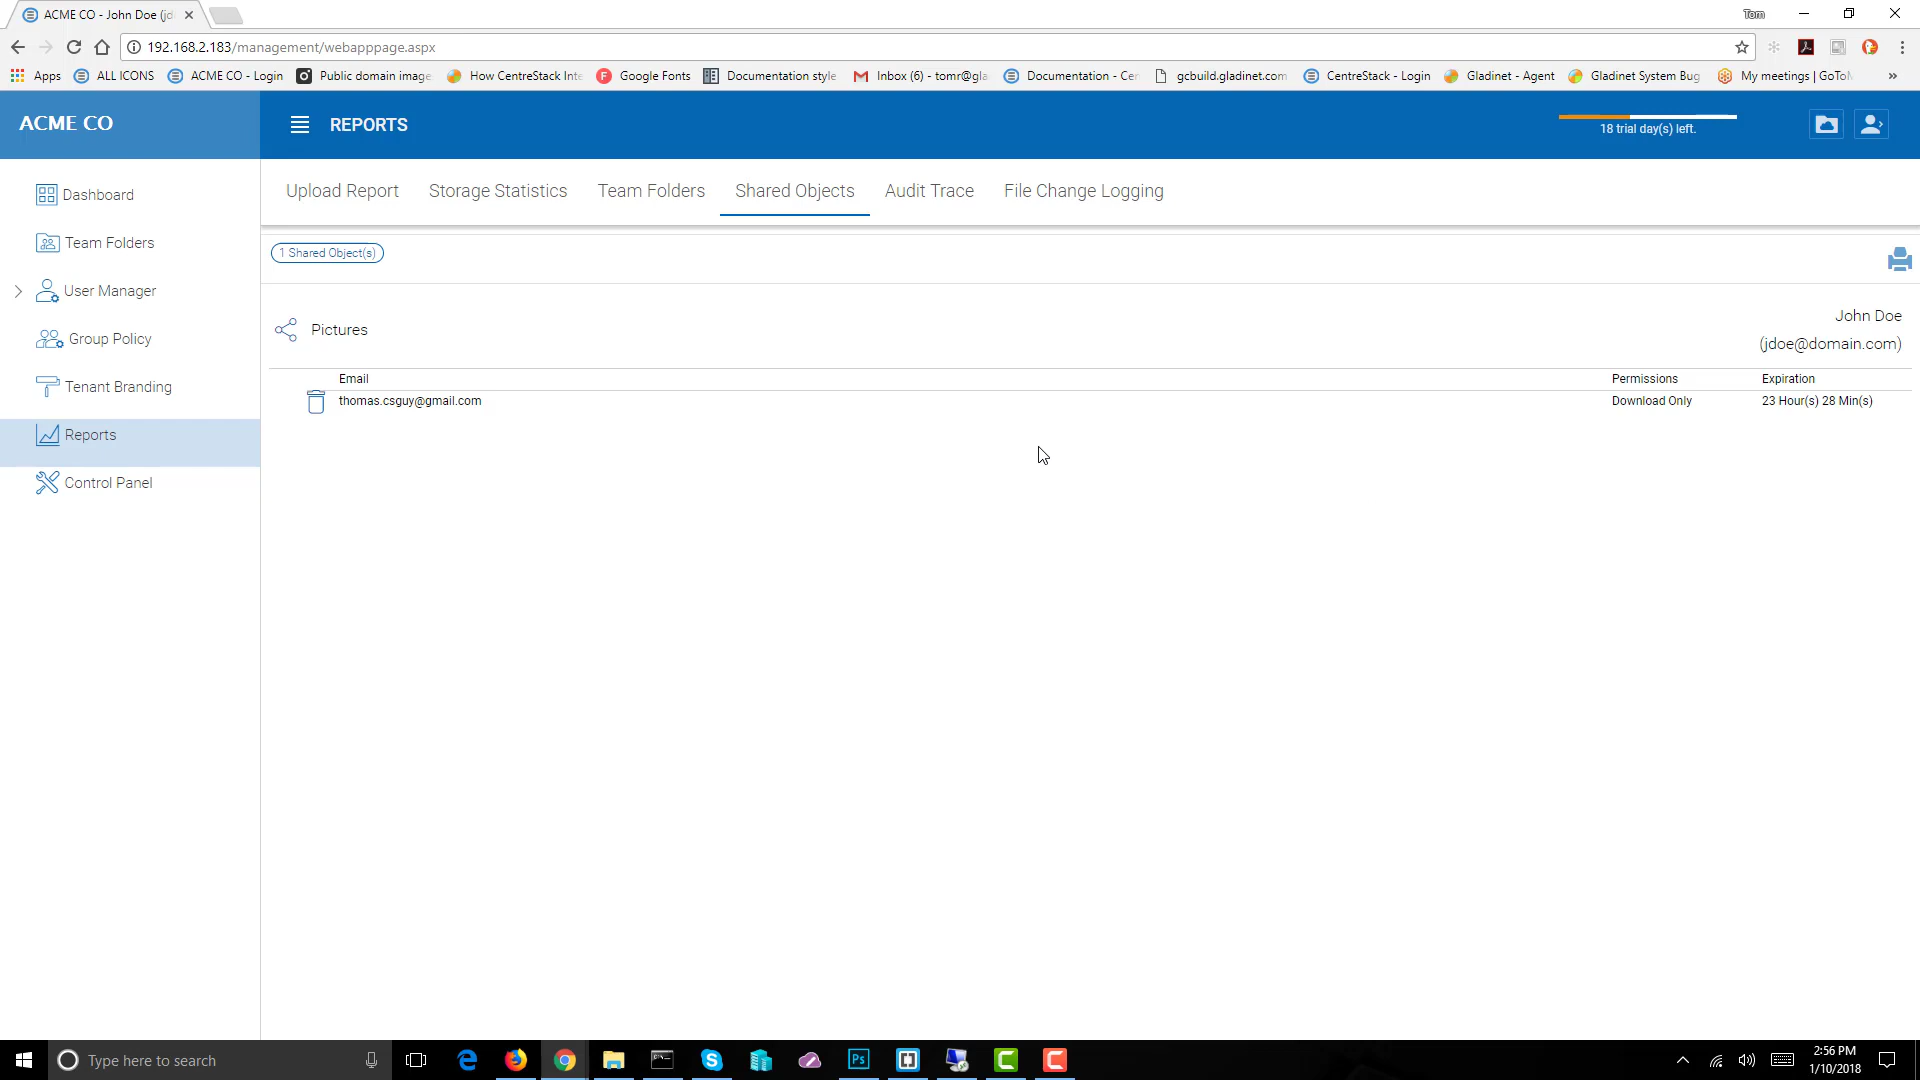 ACME CO - John Doe (jd
Tom
192.168.2.183/management/webapppage.aspx
Apps ALL ICONS ACME CO - Login Public domain image How CentreStack Inte Google Fonts Documentation style Inbox (6) - tomr@gla Documentation - Cen gcbuild.gladinet.com CentreStack - Login Gladinet - Agent Gladinet System Bug My meetings | GoToM »
ACME CO
REPORTS
18 trial day(s) left.
Dashboard
Team Folders
User Manager
Group Policy
Tenant Branding
Reports
Control Panel
Upload Report Storage Statistics Team Folders Shared Objects Audit Trace File Change Logging
1 Shared Object(s)
Pictures
John Doe
(jdoe@domain.com)
Email Permissions Expiration
thomas.csguy@gmail.com Download Only 23 Hour(s) 28 Min(s)
Type here to search
Ps
2:56 PM
1/10/2018